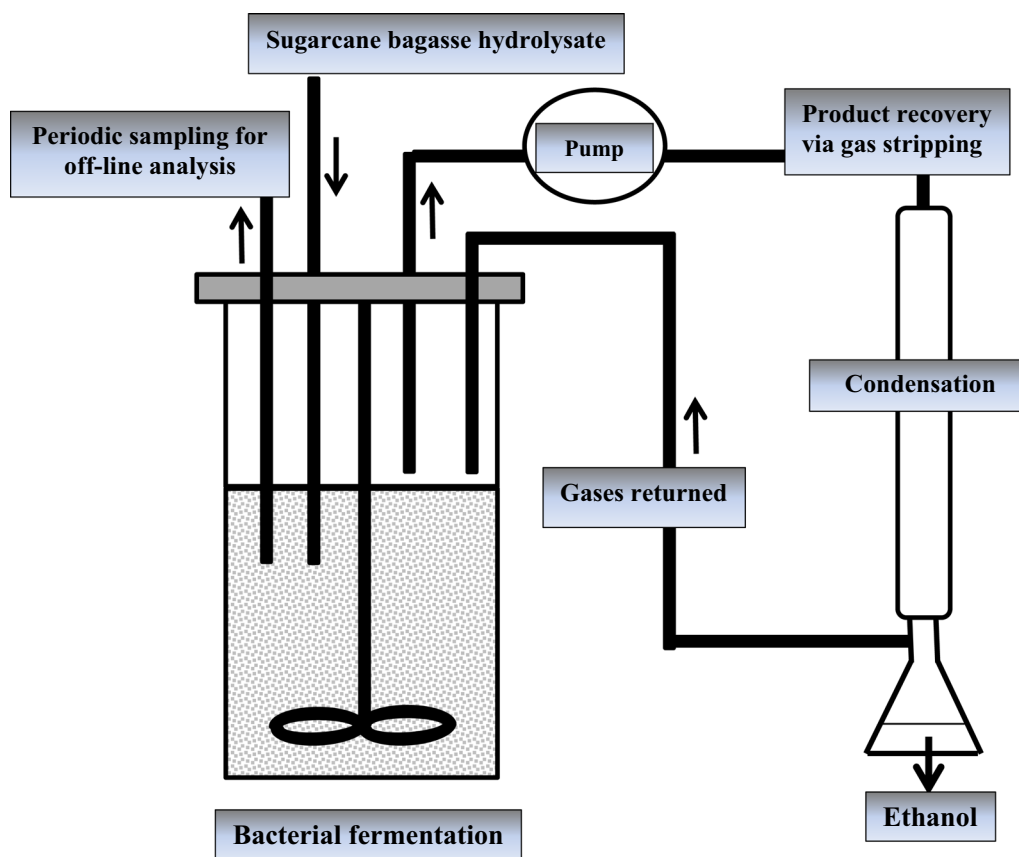 Sugarcane bagasse hydrolysate
Periodic sampling for
off-line analysis
Pump
Product recovery
via gas stripping
Condensation
Gases returned
Ethanol
Bacterial fermentation